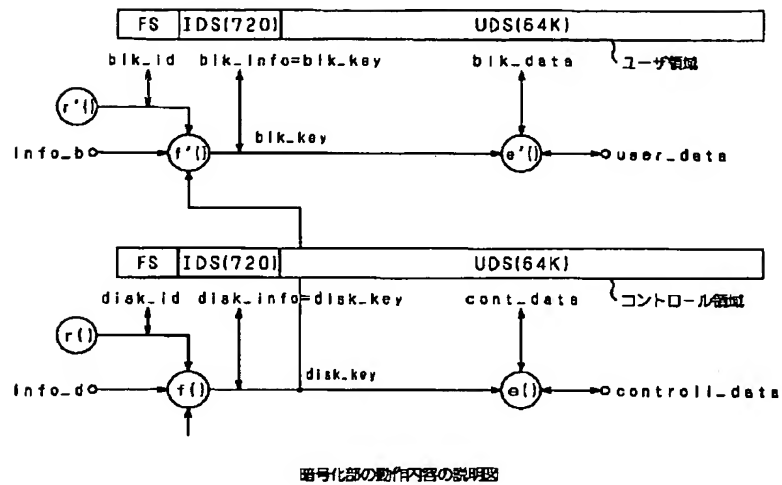 FS IDS(720) UDS(64K)
blk_id blk_info=blk_key blk_data ユーザ領域
r'()
info_b f'() blk_key e'() user_data
FS IDS(720) UDS(64K)
disk_id disk_info=disk_key cont_data コントロール領域
r()
info_d f() disk_key e() controll_data
暗号化部の動作内容の説明図